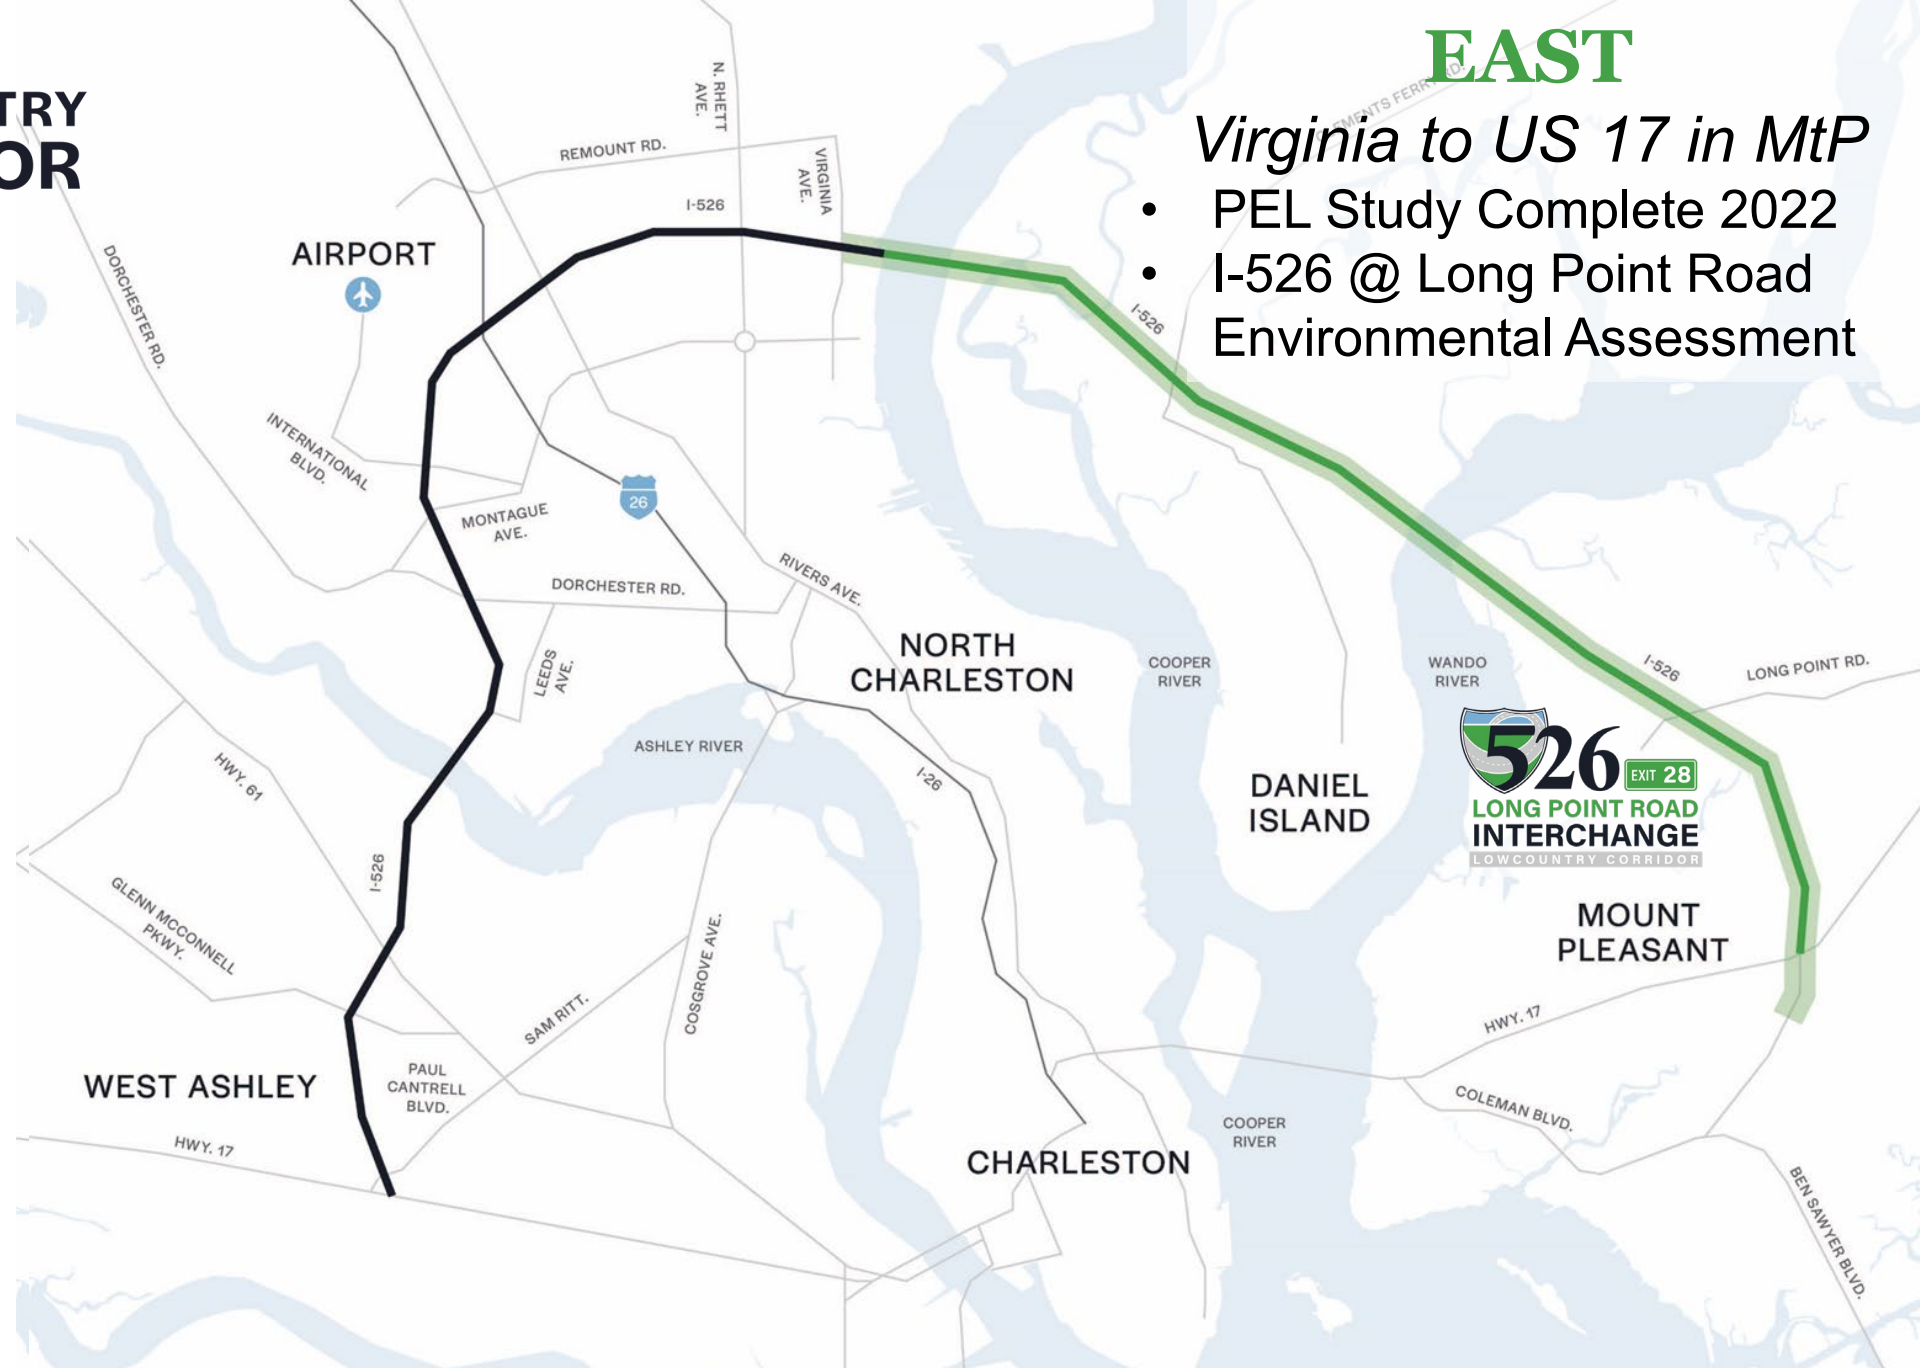 TRY
OR
EAST
Virginia to US 17 in MtP
• PEL Study Complete 2022
• I-526 @ Long Point Road
Environmental Assessment
CLEMENTS FERRY RD.
N. RHETT
AVE.
REMOUNT RD.
VIRGINIA
AVE.
I-526
AIRPORT
DORCHESTER RD.
I-526
INTERNATIONAL
BLVD.
26
MONTAGUE
AVE.
DORCHESTER RD.
RIVERS AVE.
LEEDS
AVE.
NORTH
CHARLESTON
COOPER
RIVER
WANDO
RIVER
I-526
LONG POINT RD.
ASHLEY RIVER
HWY. 61
I-26
DANIEL
ISLAND
526
EXIT 28
LONG POINT ROAD
INTERCHANGE
LOWCOUNTRY CORRIDOR
I-526
GLENN MCCONNELL
PKWY.
COSGROVE AVE.
MOUNT
PLEASANT
SAM RITT.
HWY. 17
WEST ASHLEY
PAUL
CANTRELL
BLVD.
COLEMAN BLVD.
HWY. 17
CHARLESTON
COOPER
RIVER
BEN SAWYER BLVD.